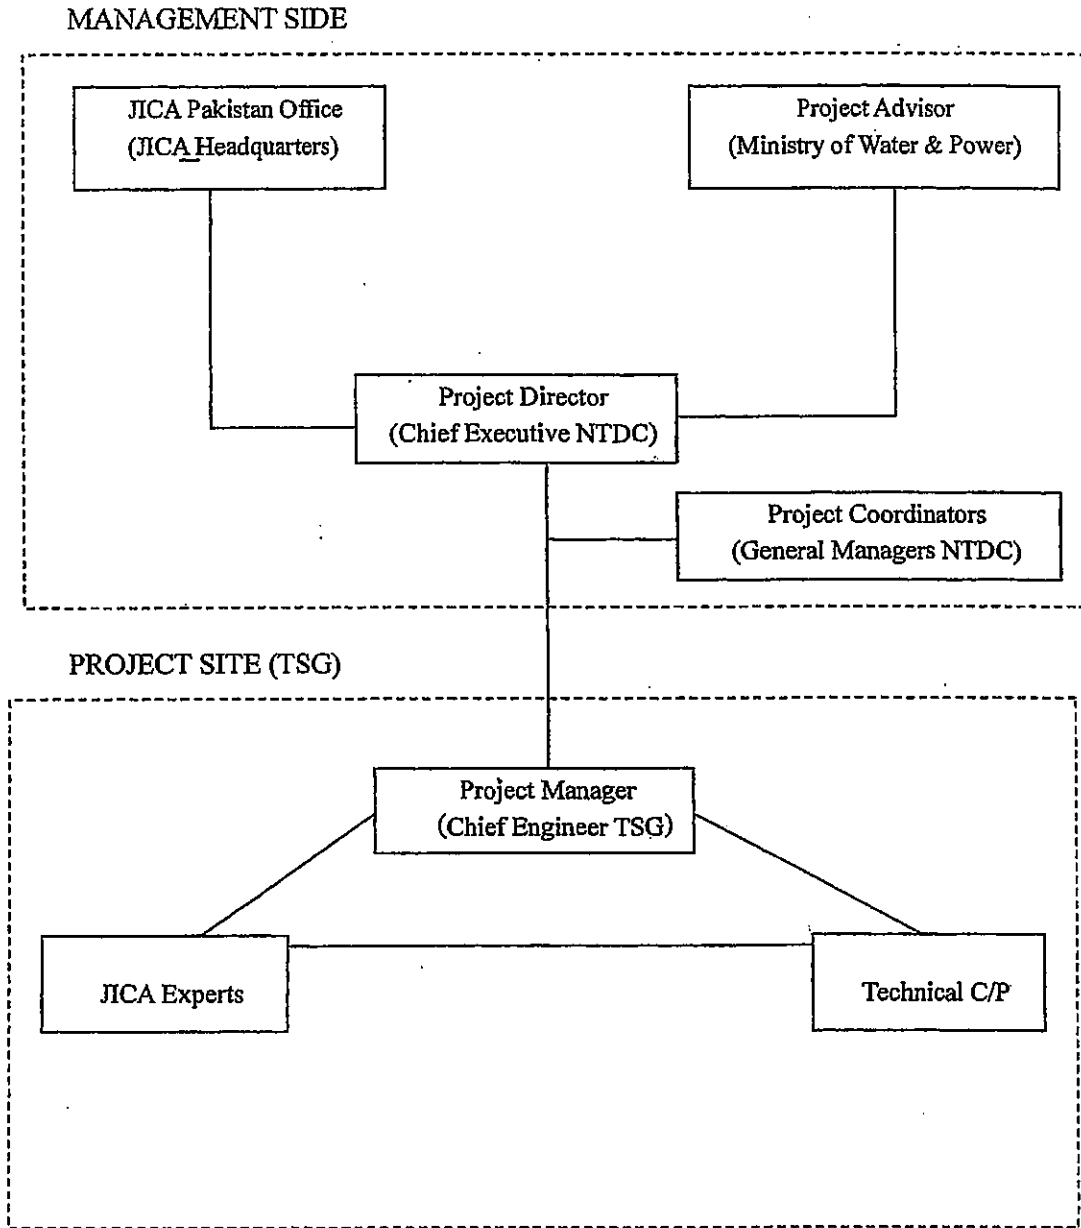 MANAGEMENT SIDE
JICA Pakistan Office
(JICA Headquarters)
Project Advisor
(Ministry of Water & Power)
Project Director
(Chief Executive NTDC)
Project Coordinators
(General Managers NTDC)
PROJECT SITE (TSG)
Project Manager
(Chief Engineer TSG)
JICA Experts
Technical C/P